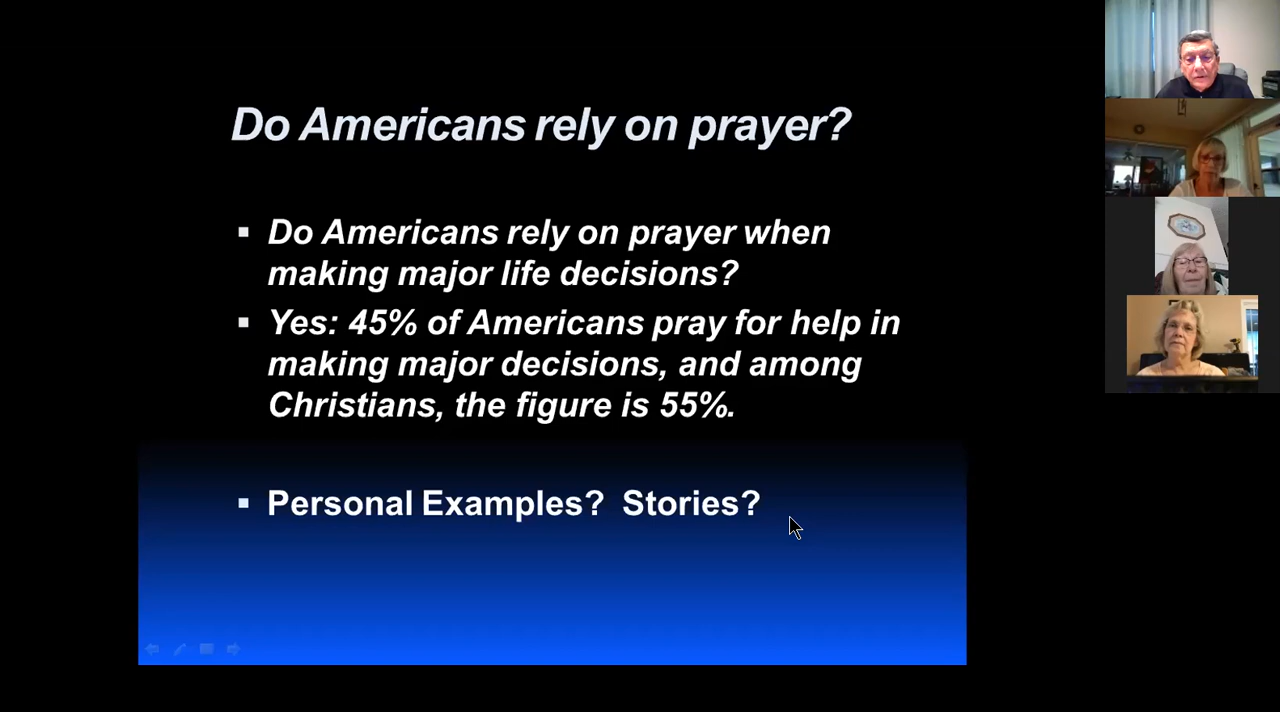 Do Americans rely on prayer?
▪ Do Americans rely on prayer when
making major life decisions?
▪ Yes: 45% of Americans pray for help in
making major decisions, and among
Christians, the figure is 55%.
▪ Personal Examples?  Stories?